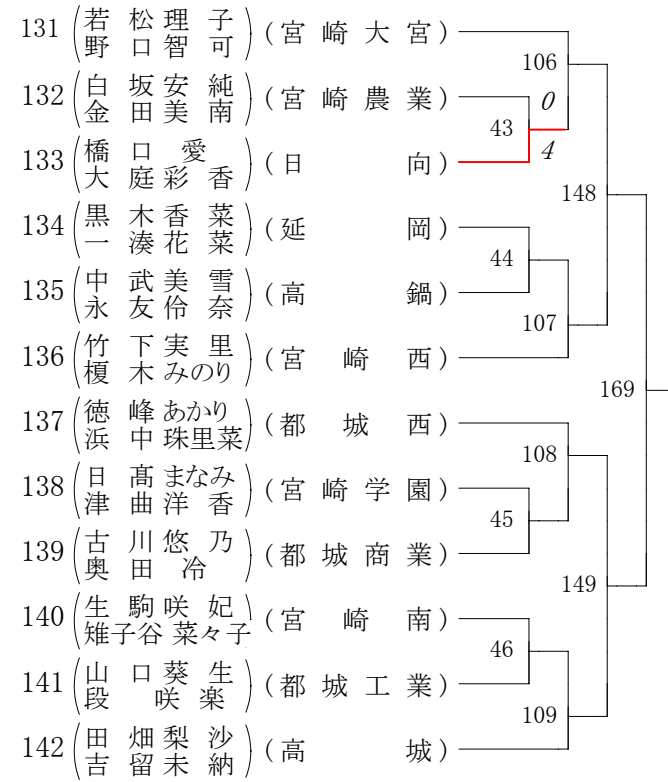 131 (若松理子 (宮崎大宮)
野口智可)
106
132 (白坂安純 (宮崎農業) 0
金田美南)
43
4
133 (橋口愛 (日向)
大庭彩香)
148
134 (黒木香菜 (延岡)
一湊花菜)
44
135 (中武美雪 (高鍋)
永友伶奈)
107
136 (竹下実里 (宮崎西)
榎木みのり)
169
137 (徳峰あかり (都城西)
浜中珠里菜)
108
138 (日髙まなみ (宮崎学園)
津曲洋香)
45
139 (古川悠乃 (都城商業)
奥田冷)
149
140 (生駒咲妃 (宮崎南)
雉子谷菜々子)
46
141 (山口葵生 (都城工業)
段咲楽)
109
142 (田畑梨沙 (高城)
吉留未納)